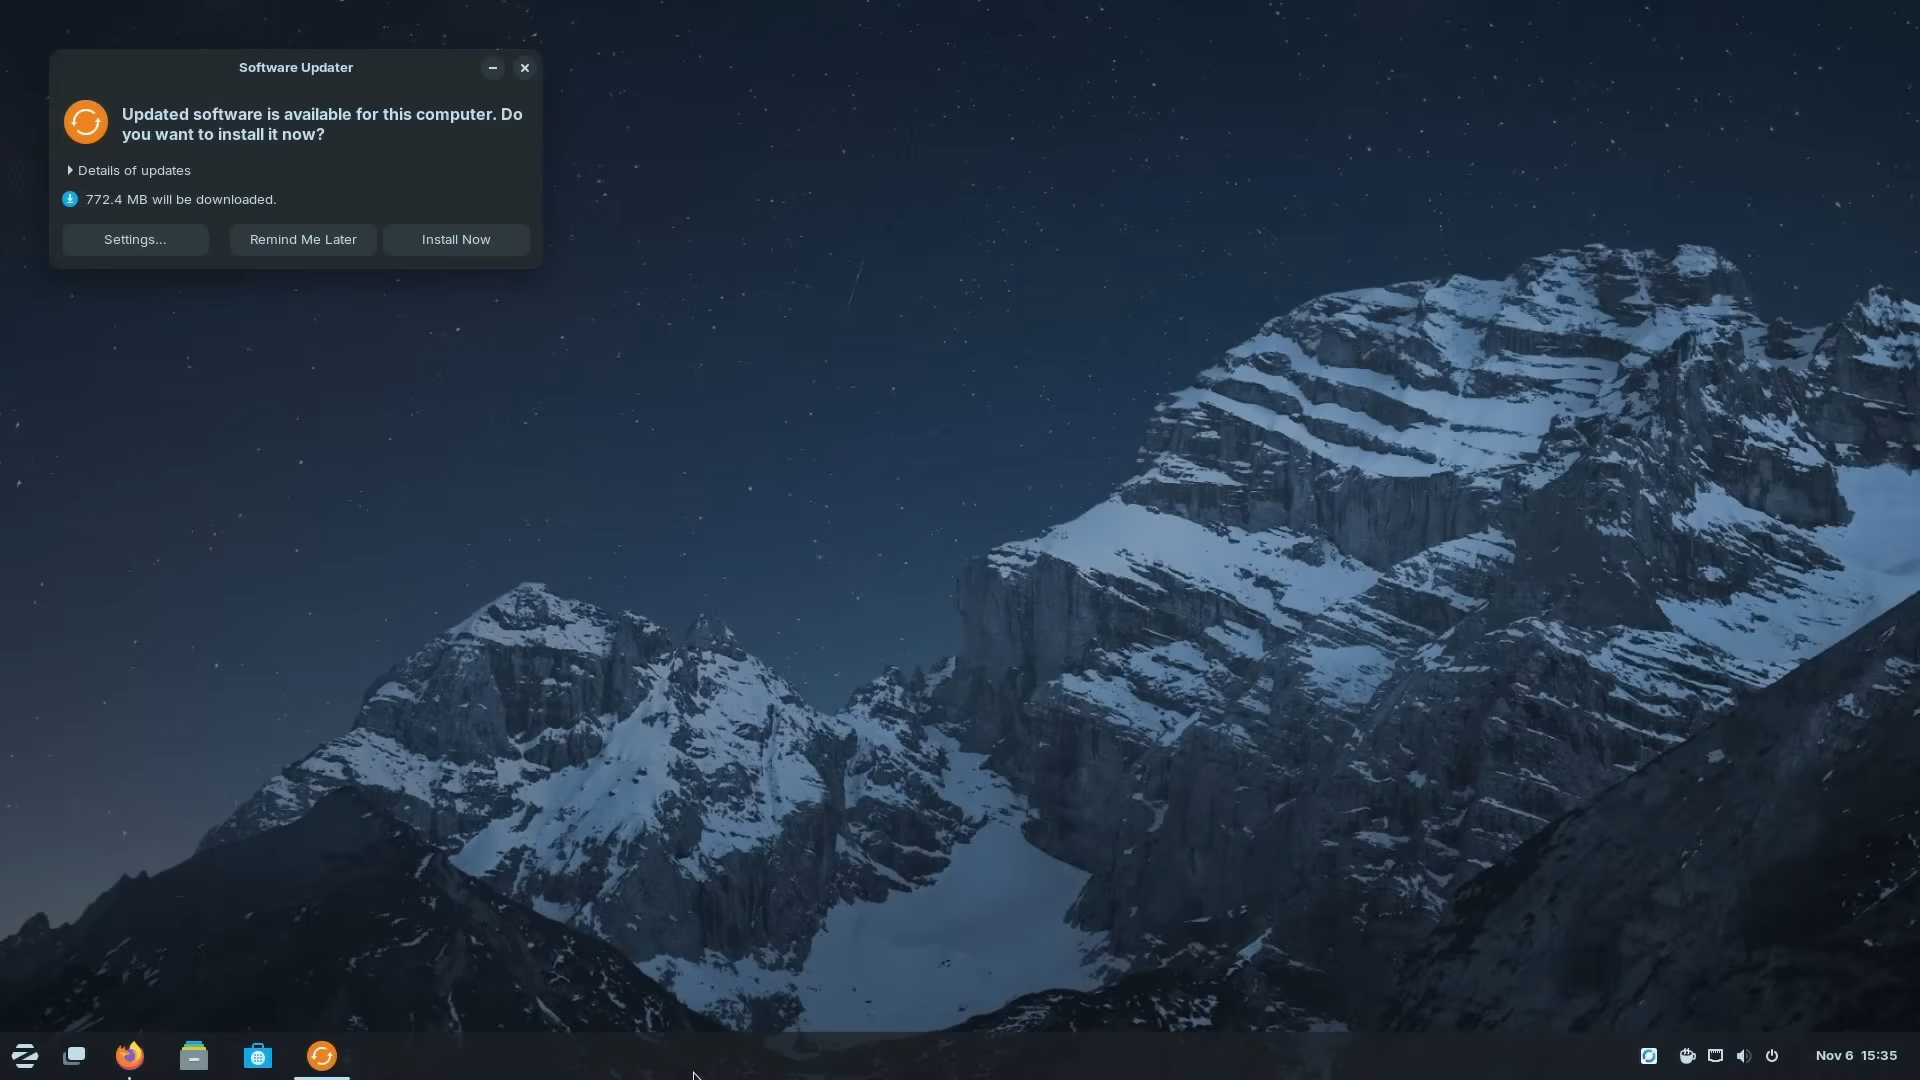 Software Updater
Updated software is available for this computer. Do
you want to install it now?
Details of updates
772.4 MB will be downloaded.
Settings...
Remind Me Later
Install Now
Nov 6 15:35